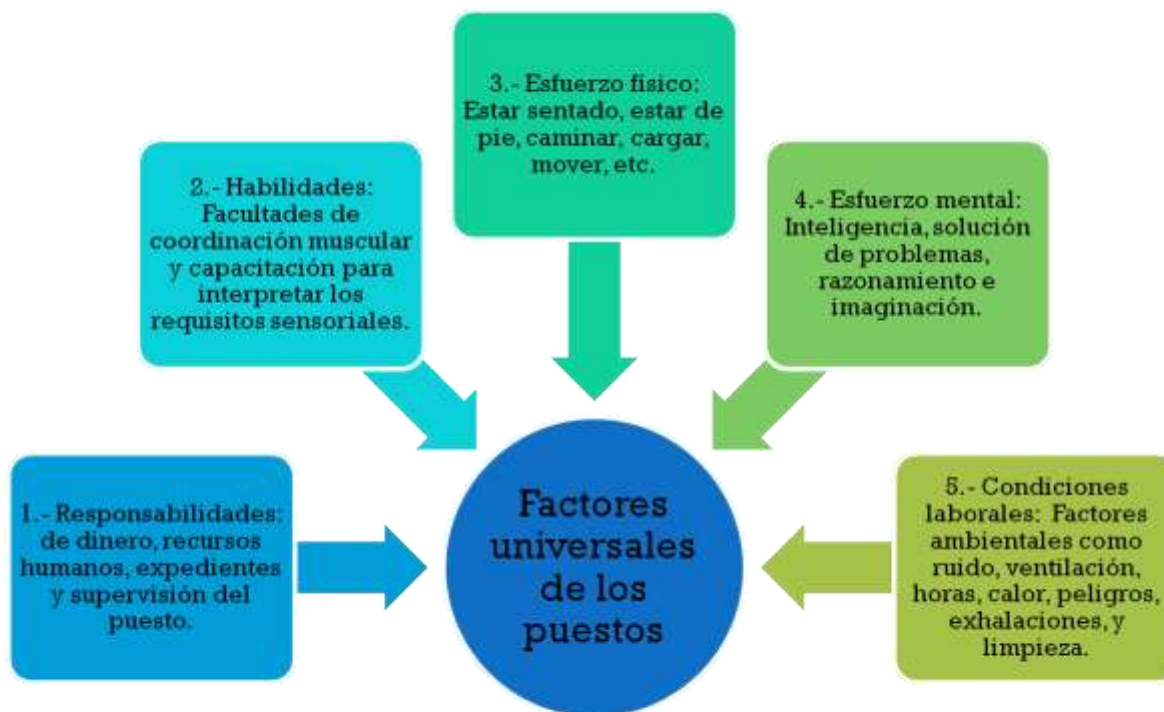 1.- Responsabilidades:
de dinero, recursos
humanos, expedientes
y supervisión del
puesto.
2.- Habilidades:
Facultades de
coordinación muscular
y capacitación para
interpretar los
requisitos sensoriales.
3.- Esfuerzo físico:
Estar sentado, estar de
pie, caminar, cargar,
mover, etc.
4.- Esfuerzo mental:
Inteligencia, solución
de problemas,
razonamiento e
imaginación.
5.- Condiciones
laborales: Factores
ambientales como
ruido, ventilación,
horas, calor, peligros,
exhalaciones, y
limpieza.
Factores
universales
de los
puestos